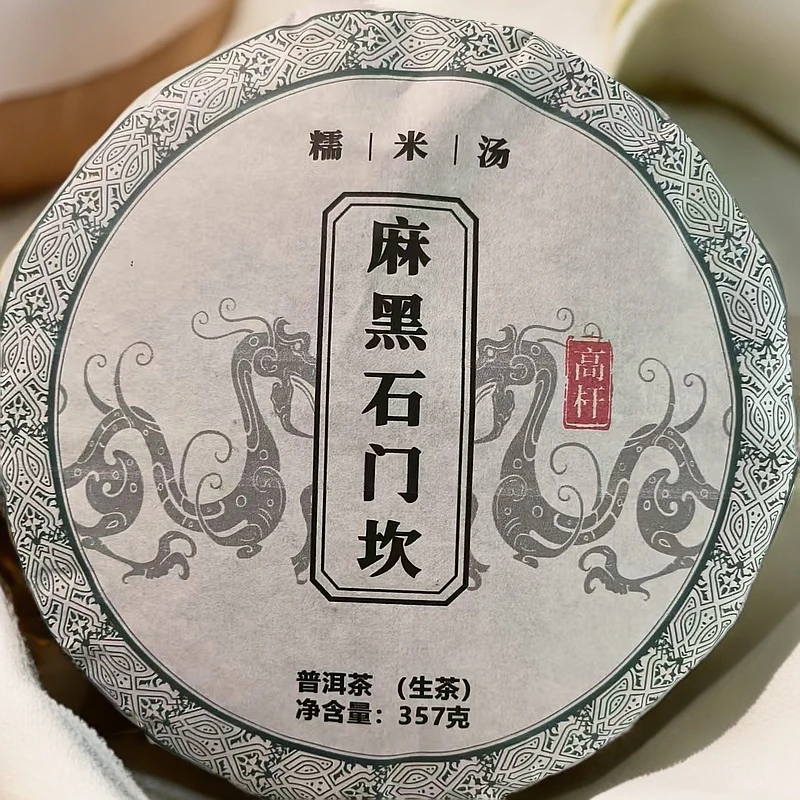 糯｜米｜汤
麻黑石门坎
高杆
普洱茶 （生茶）
净含量：357克